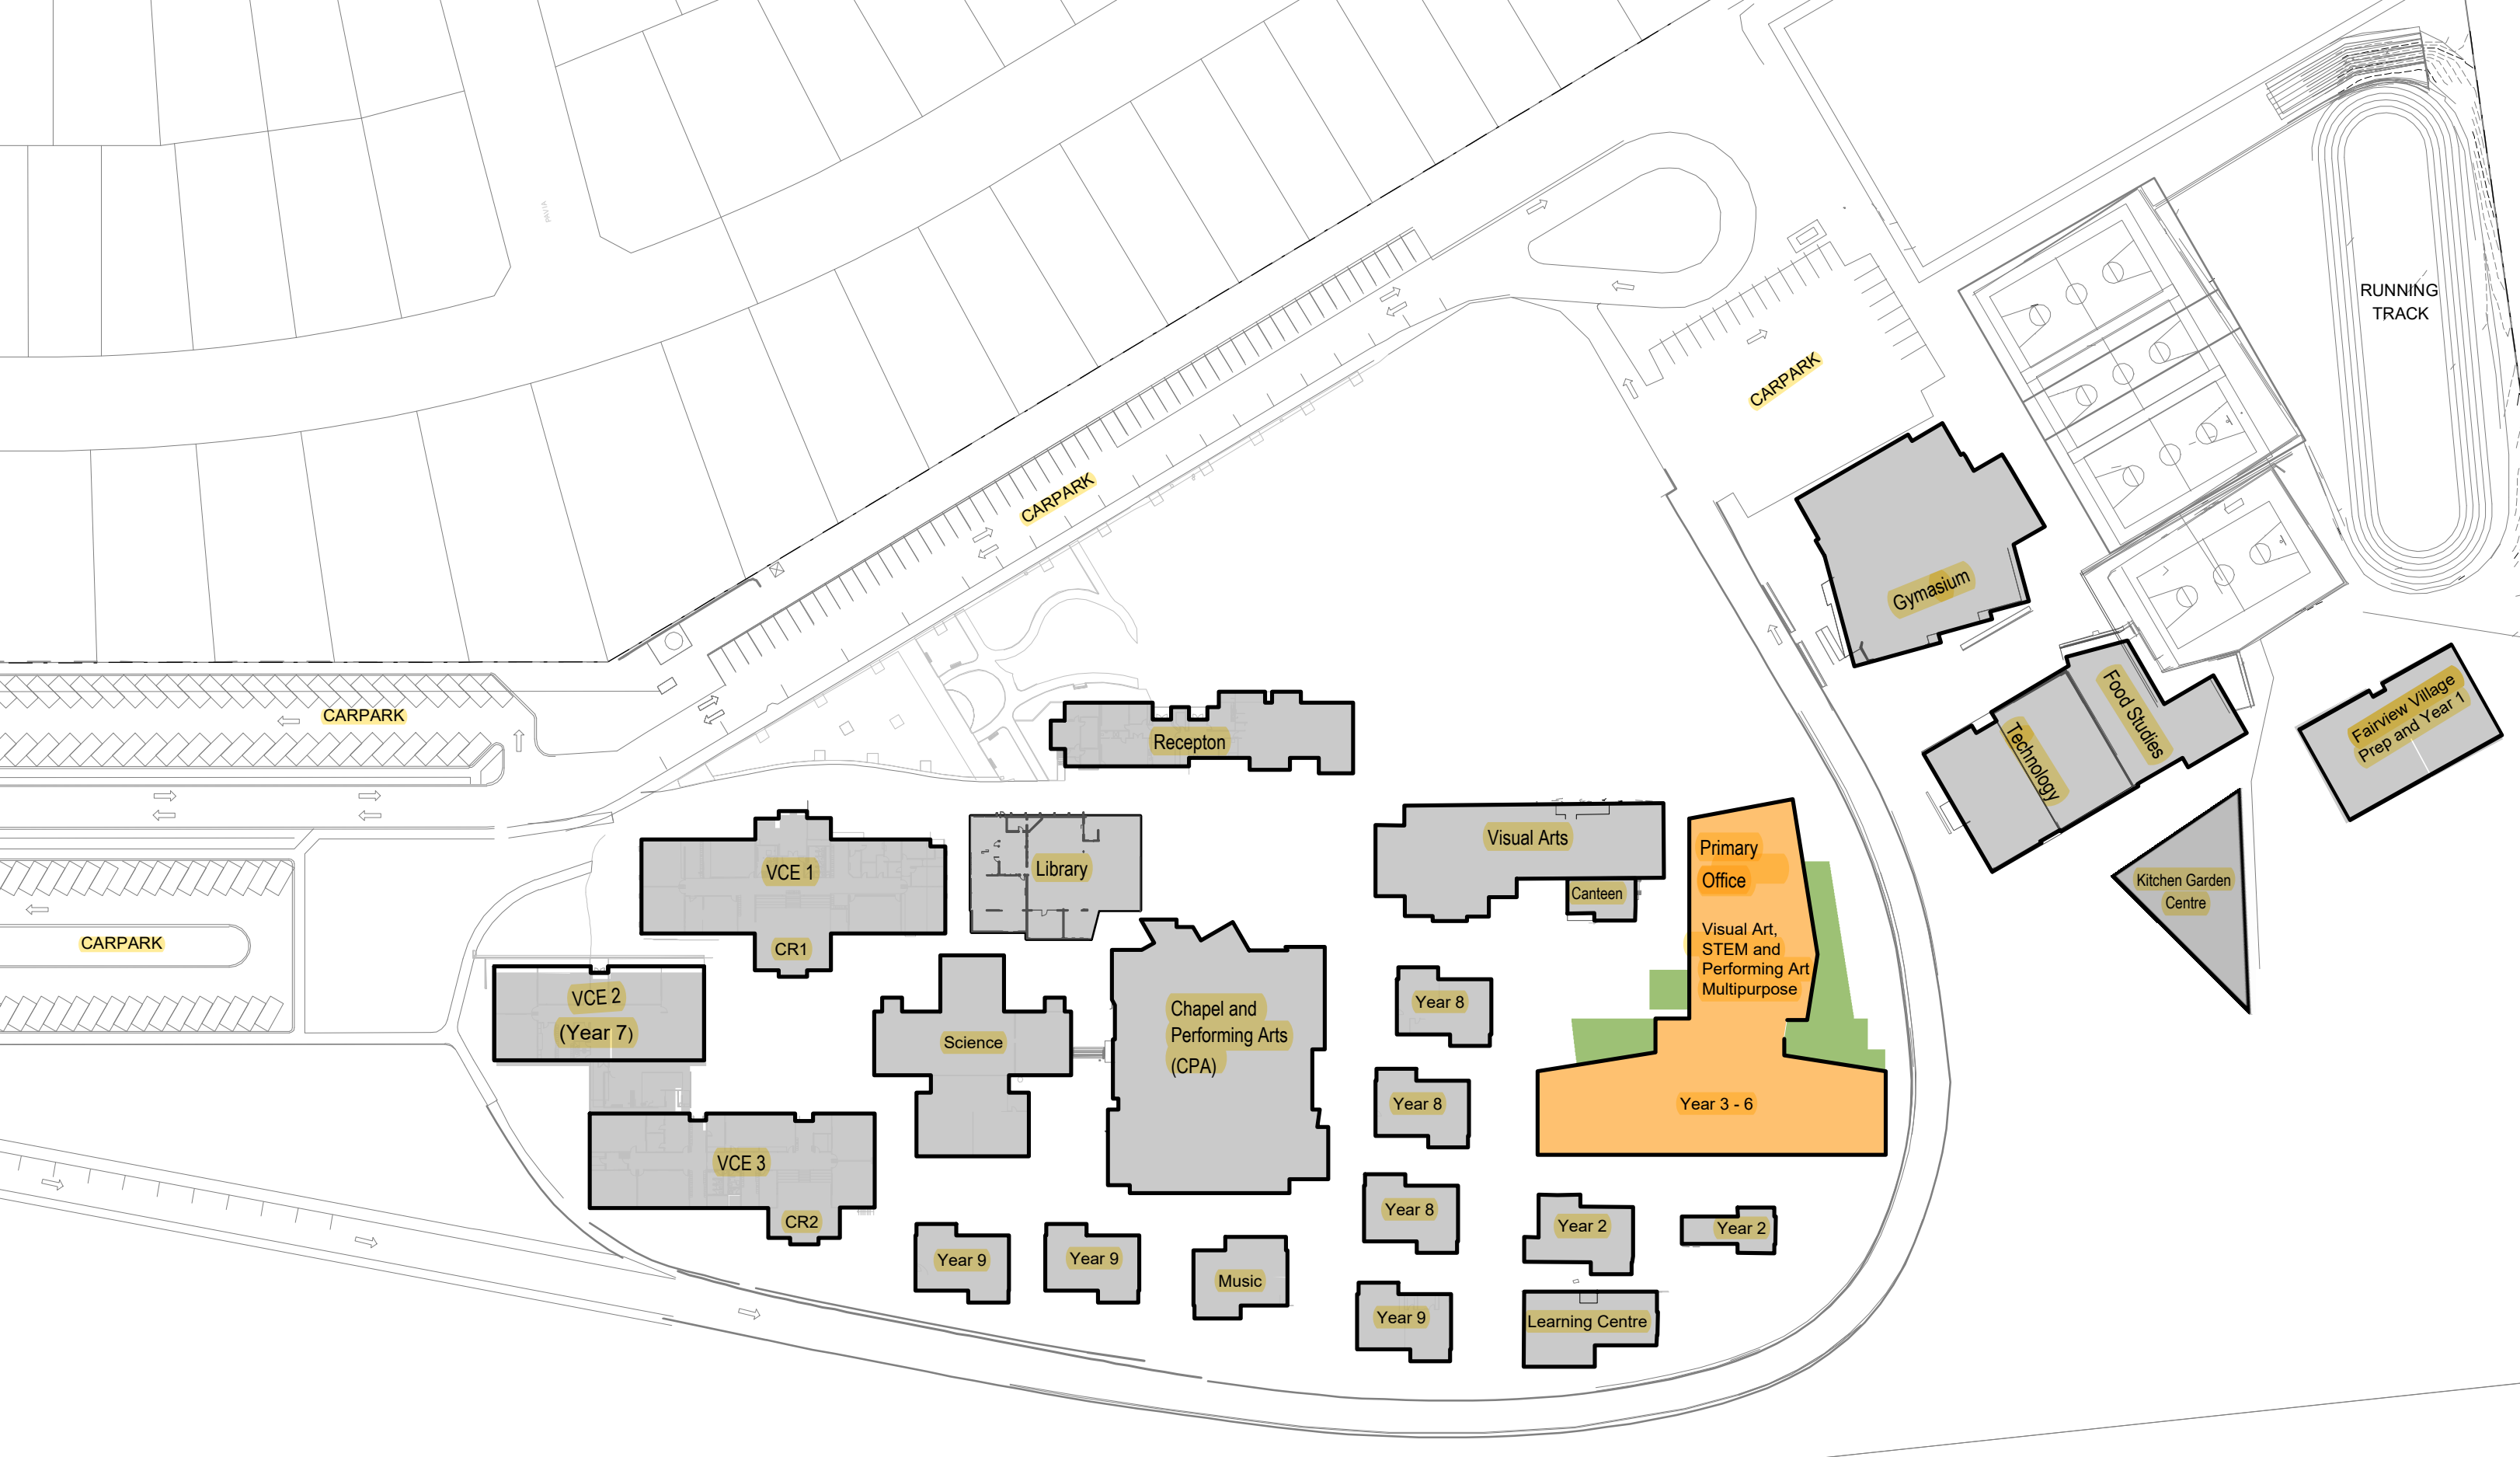 PAVIA
RUNNING
TRACK
CARPARK
CARPARK
Gymasium
CARPARK
Recepton
Food Studies
Technology
Fairview Village
Prep and Year 1
VCE 1
CR1
Library
Visual Arts
Canteen
Primary
Office
Visual Art,
STEM and
Performing Art
Multipurpose
Kitchen Garden
Centre
CARPARK
VCE 2
(Year 7)
Science
Chapel and
Performing Arts
(CPA)
Year 8
Year 8
Year 3 - 6
VCE 3
CR2
Year 8
Year 2
Year 2
Year 9
Year 9
Music
Year 9
Learning Centre